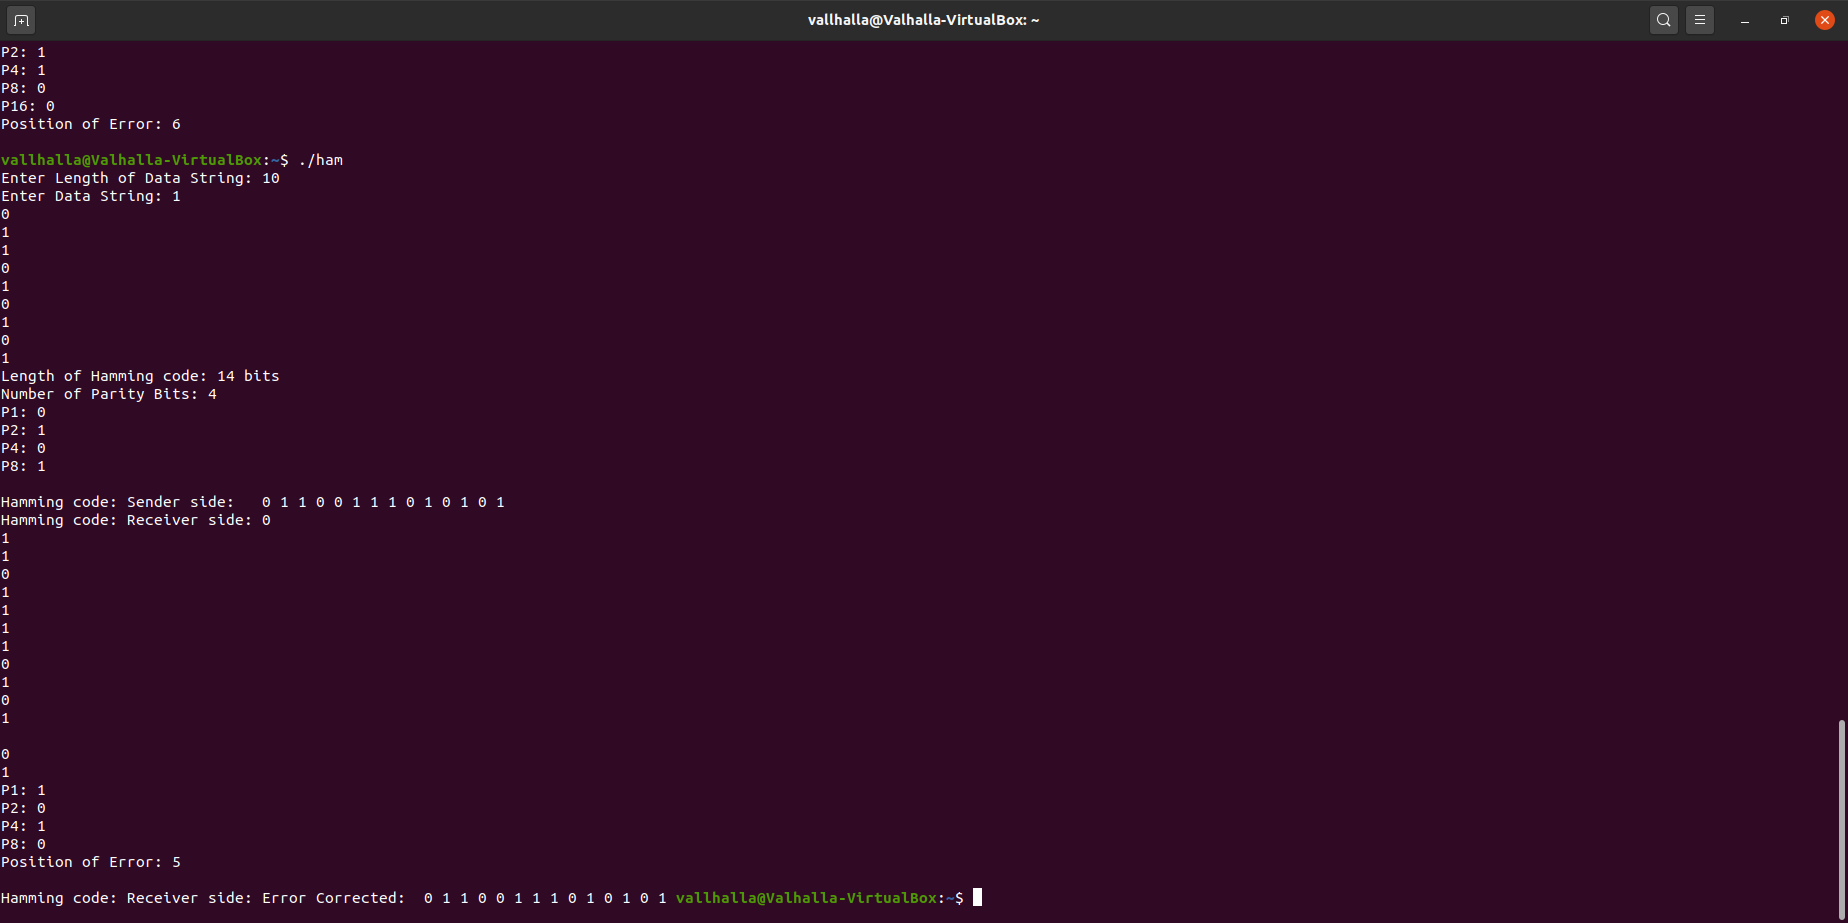 vallhalla@Valhalla-VirtualBox: ~
P2: 1
P4: 1
P8: 0
P16: 0
Position of Error: 6
vallhalla@Valhalla-VirtualBox:~$ ./ham
Enter Length of Data String: 10
Enter Data String: 1
0
1
1
0
1
0
1
0
1
Length of Hamming code: 14 bits
Number of Parity Bits: 4
P1: 0
P2: 1
P4: 0
P8: 1
Hamming code: Sender side:   0 1 1 0 0 1 1 1 0 1 0 1 0 1
Hamming code: Receiver side: 0
1
1
0
1
1
1
1
0
1
0
1
0
1
P1: 1
P2: 0
P4: 1
P8: 0
Position of Error: 5
Hamming code: Receiver side: Error Corrected:  0 1 1 0 0 1 1 1 0 1 0 1 0 1 vallhalla@Valhalla-VirtualBox:~$